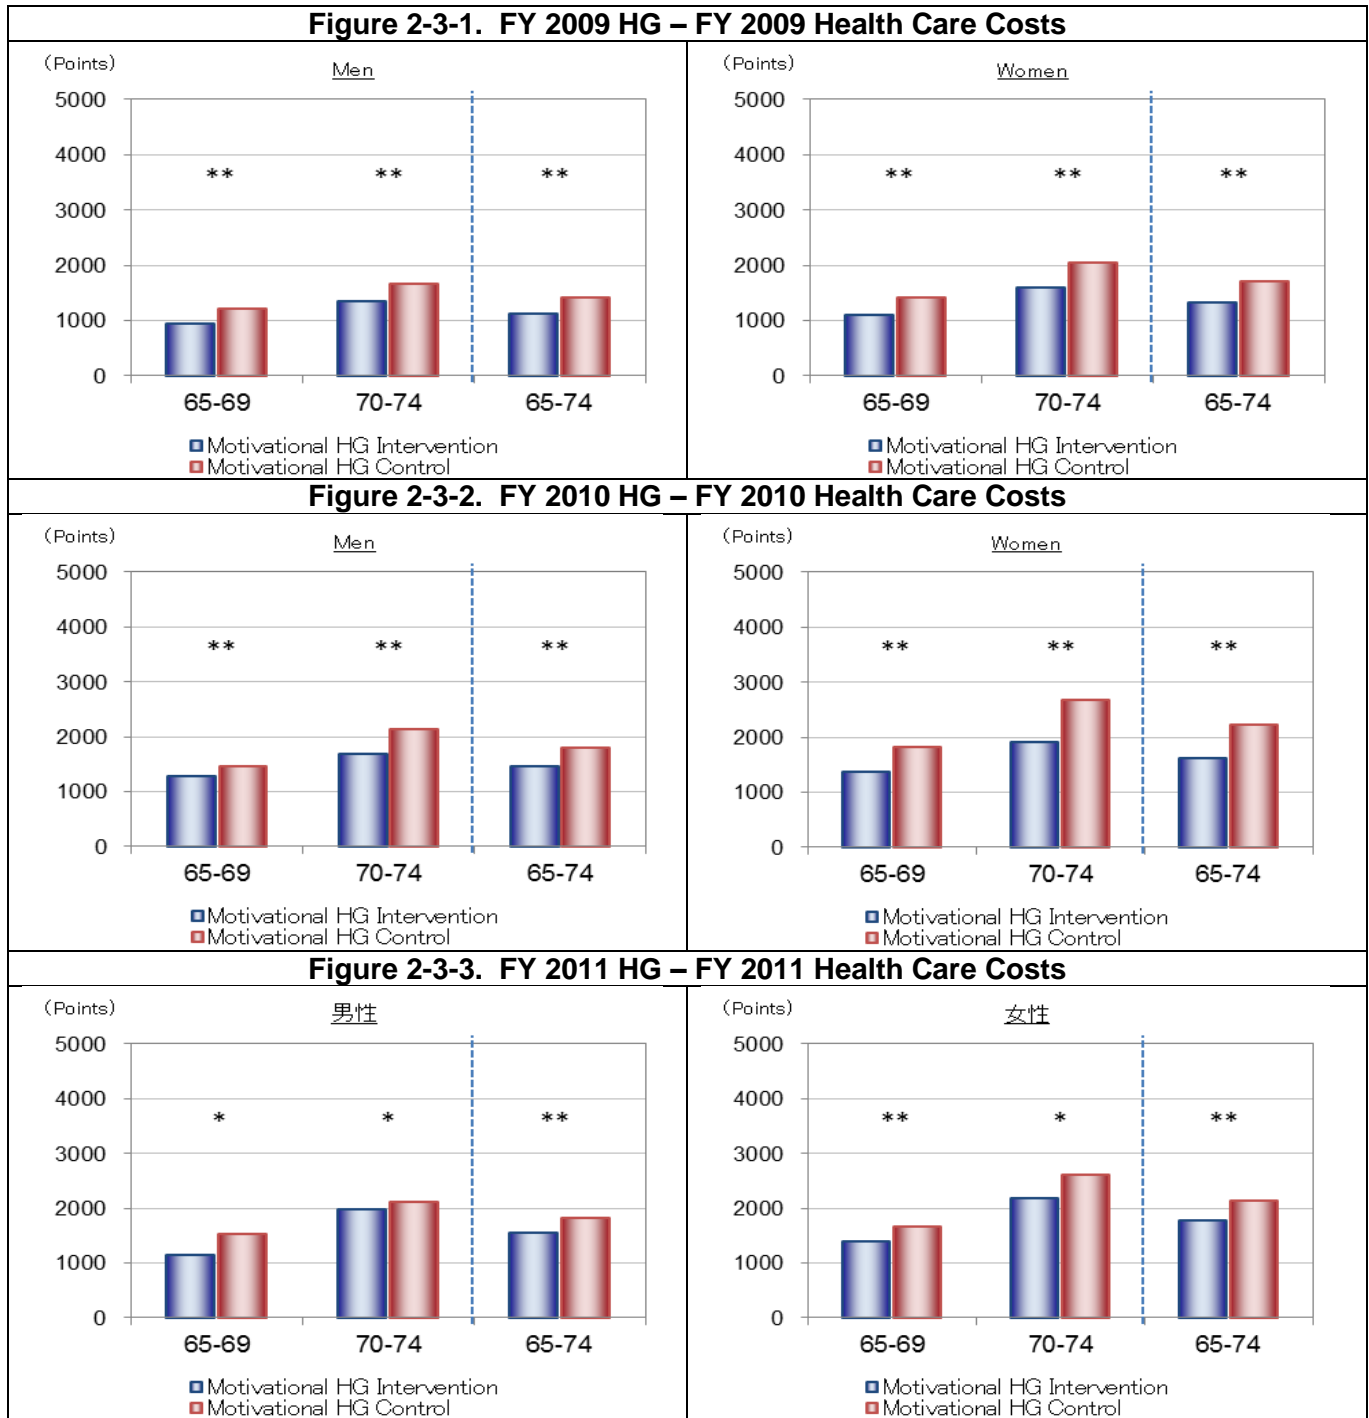 Figure 2-3-1. FY 2009 HG – FY 2009 Health Care Costs
(Points)
Men
5000
4000
3000
2000
1000
0
** ** **
65-69 70-74 65-74
Motivational HG Intervention
Motivational HG Control
(Points)
Women
5000
4000
3000
2000
1000
0
** ** **
65-69 70-74 65-74
Motivational HG Intervention
Motivational HG Control
Figure 2-3-2. FY 2010 HG – FY 2010 Health Care Costs
(Points)
Men
5000
4000
3000
2000
1000
0
** ** **
65-69 70-74 65-74
Motivational HG Intervention
Motivational HG Control
(Points)
Women
5000
4000
3000
2000
1000
0
** ** **
65-69 70-74 65-74
Motivational HG Intervention
Motivational HG Control
Figure 2-3-3. FY 2011 HG – FY 2011 Health Care Costs
(Points)
男性
5000
4000
3000
2000
1000
0
* * **
65-69 70-74 65-74
Motivational HG Intervention
Motivational HG Control
(Points)
女性
5000
4000
3000
2000
1000
0
** * **
65-69 70-74 65-74
Motivational HG Intervention
Motivational HG Control